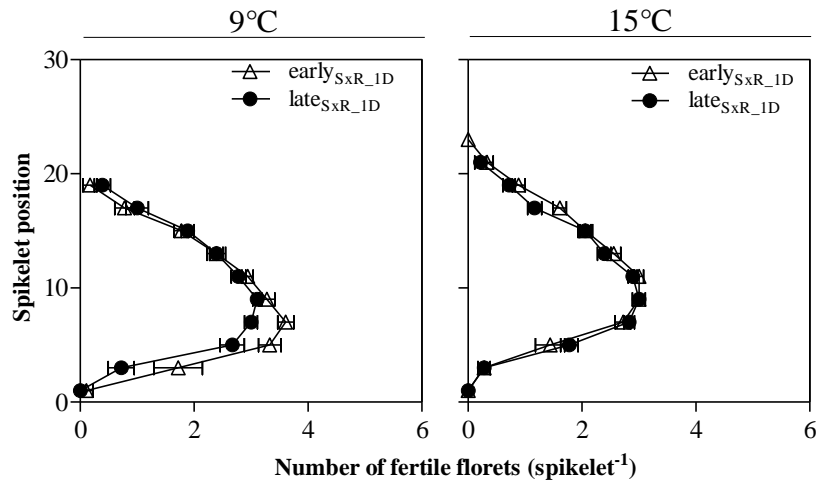 9°C
15°C
30
20
10
0
early_SxR_1D
late_SxR_1D
early_SxR_1D
late_SxR_1D
Spikelet position
0 2 4 6
0 2 4 6
Number of fertile florets (spikelet⁻¹)